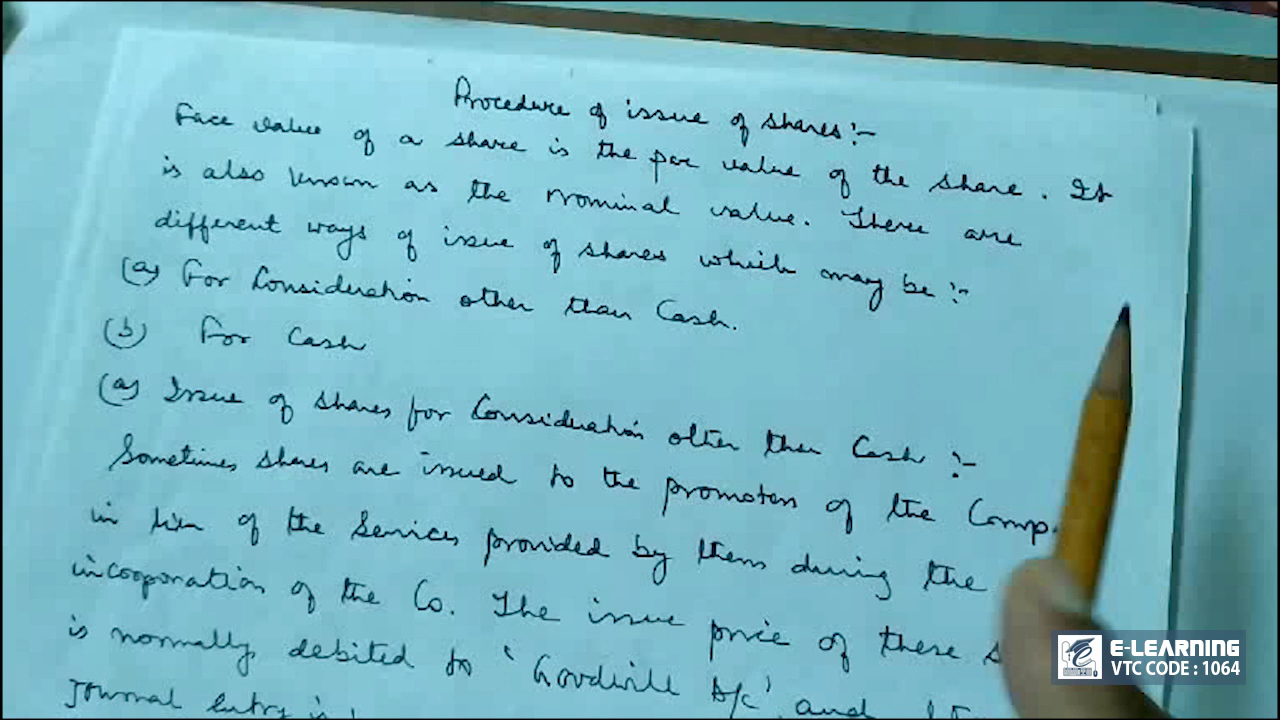 Procedure of issue of shares:-
Face value of a share is the par value of the share. It
is also known as the nominal value. There are
different ways of issue of shares which may be :-
(a) For Consideration other than Cash.
(b) For Cash
(a) Issue of shares for Consideration other then Cash :-
Sometimes shares are issued to the promoters of the Comp.
in lieu of the Services provided by them during the
incooporation of the Co. The issue price of these
is normally debited to 'Goodwill A/c' and
Journal Entry is
E-LEARNING
VTC CODE : 1064